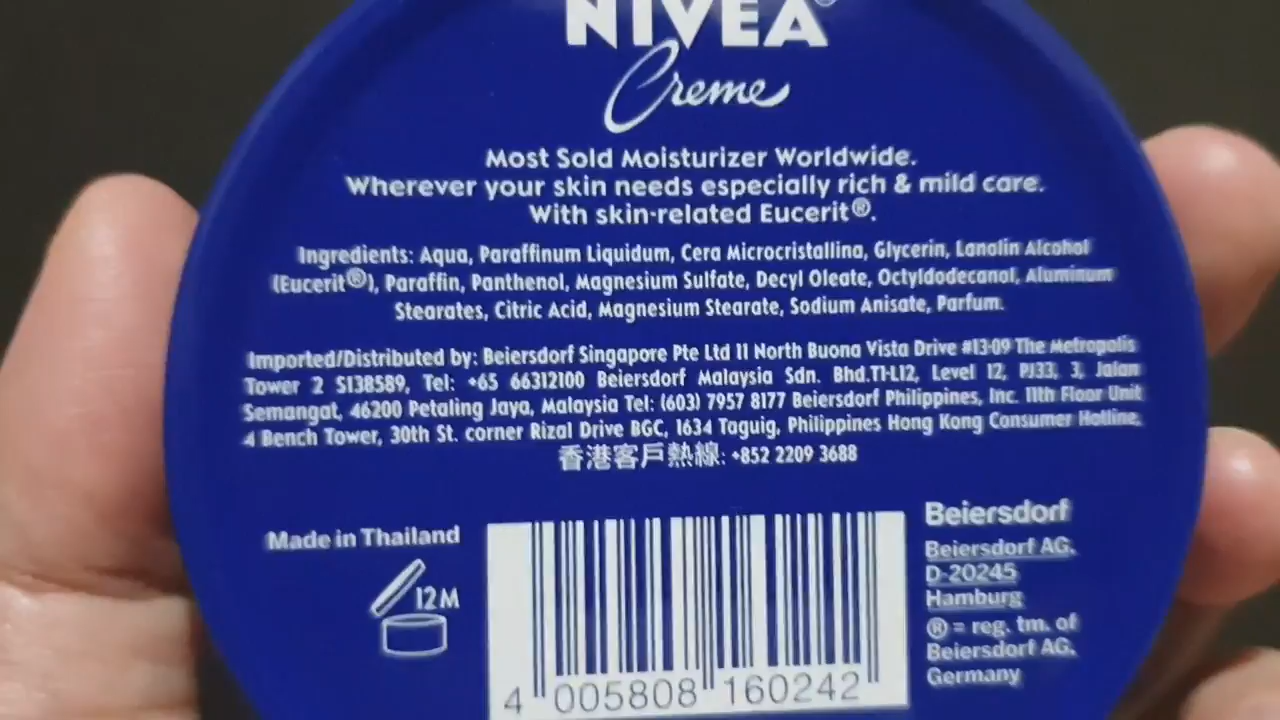 NIVEA®
Creme
Most Sold Moisturizer Worldwide.
Wherever your skin needs especially rich & mild care.
With skin-related Eucerit®.
Ingredients: Aqua, Paraffinum Liquidum, Cera Microcristallina, Glycerin, Lanolin Alcohol
(Eucerit®), Paraffin, Panthenol, Magnesium Sulfate, Decyl Oleate, Octyldodecanol, Aluminum
Stearates, Citric Acid, Magnesium Stearate, Sodium Anisate, Parfum.
Imported/Distributed by: Beiersdorf Singapore Pte Ltd 11 North Buona Vista Drive #13-09 The Metropolis
Tower 2 S138589, Tel: +65 66312100 Beiersdorf Malaysia Sdn. Bhd.T1-L12, Level 12, PJ33, 3, Jalan
Semangat, 46200 Petaling Jaya, Malaysia Tel: (603) 7957 8177 Beiersdorf Philippines, Inc. 11th Floor Unit
4 Bench Tower, 30th St. corner Rizal Drive BGC, 1634 Taguig, Philippines Hong Kong Consumer Hotline,
香港客戶熱線: +852 2209 3688
Made in Thailand
12M
4 005808 160242
Beiersdorf
Beiersdorf AG,
D-20245
Hamburg
® = reg. tm. of
Beiersdorf AG,
Germany